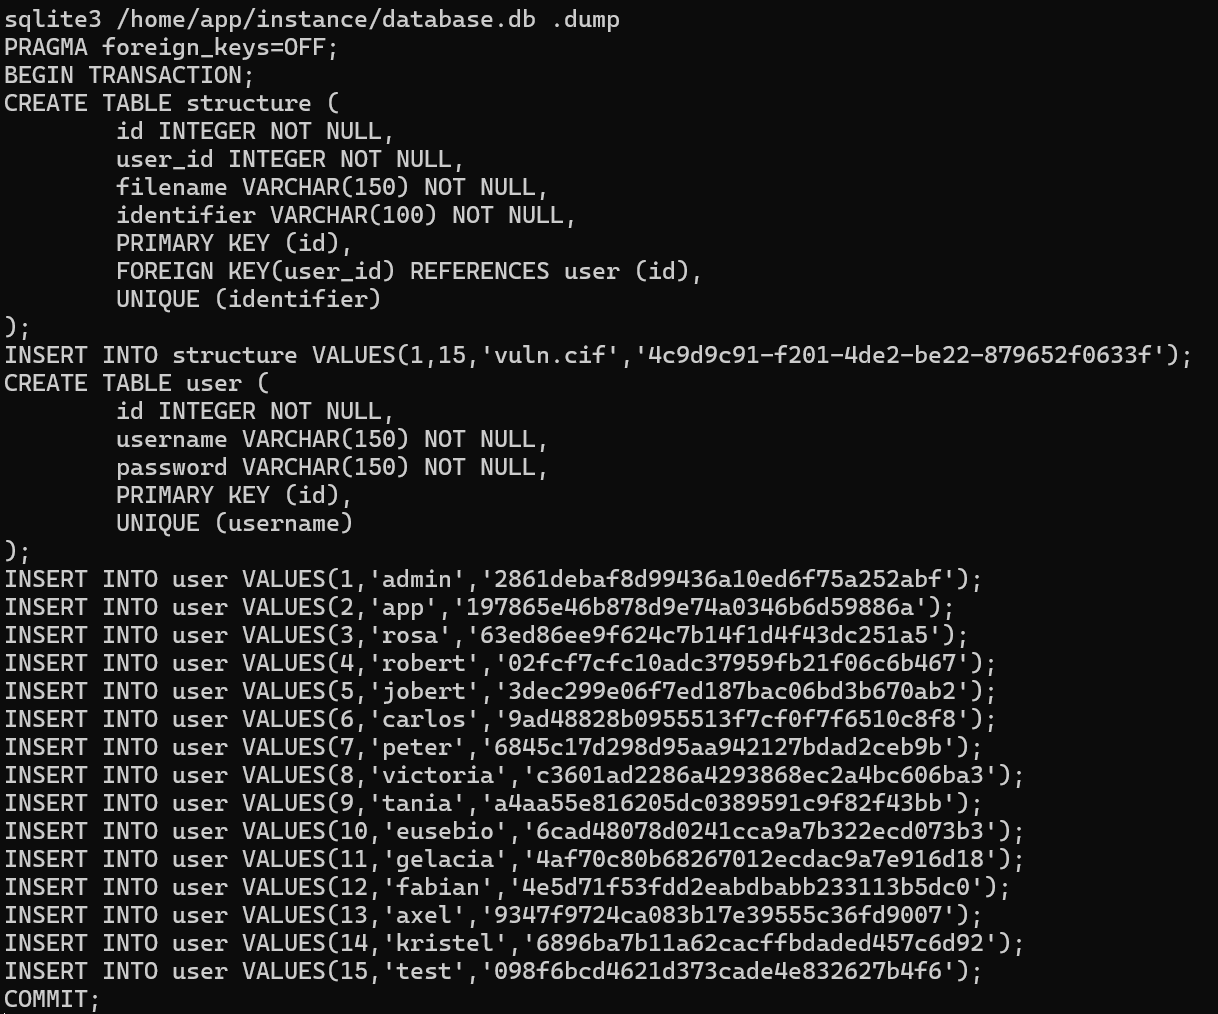 sqlite3 /home/app/instance/database.db .dump
PRAGMA foreign_keys=OFF;
BEGIN TRANSACTION;
CREATE TABLE structure (
        id INTEGER NOT NULL,
        user_id INTEGER NOT NULL,
        filename VARCHAR(150) NOT NULL,
        identifier VARCHAR(100) NOT NULL,
        PRIMARY KEY (id),
        FOREIGN KEY(user_id) REFERENCES user (id),
        UNIQUE (identifier)
);
INSERT INTO structure VALUES(1,15,'vuln.cif','4c9d9c91-f201-4de2-be22-879652f0633f');
CREATE TABLE user (
        id INTEGER NOT NULL,
        username VARCHAR(150) NOT NULL,
        password VARCHAR(150) NOT NULL,
        PRIMARY KEY (id),
        UNIQUE (username)
);
INSERT INTO user VALUES(1,'admin','2861debaf8d99436a10ed6f75a252abf');
INSERT INTO user VALUES(2,'app','197865e46b878d9e74a0346b6d59886a');
INSERT INTO user VALUES(3,'rosa','63ed86ee9f624c7b14f1d4f43dc251a5');
INSERT INTO user VALUES(4,'robert','02fcf7cfc10adc37959fb21f06c6b467');
INSERT INTO user VALUES(5,'jobert','3dec299e06f7ed187bac06bd3b670ab2');
INSERT INTO user VALUES(6,'carlos','9ad48828b0955513f7cf0f7f6510c8f8');
INSERT INTO user VALUES(7,'peter','6845c17d298d95aa942127bdad2ceb9b');
INSERT INTO user VALUES(8,'victoria','c3601ad2286a4293868ec2a4bc606ba3');
INSERT INTO user VALUES(9,'tania','a4aa55e816205dc0389591c9f82f43bb');
INSERT INTO user VALUES(10,'eusebio','6cad48078d0241cca9a7b322ecd073b3');
INSERT INTO user VALUES(11,'gelacia','4af70c80b68267012ecdac9a7e916d18');
INSERT INTO user VALUES(12,'fabian','4e5d71f53fdd2eabdbabb233113b5dc0');
INSERT INTO user VALUES(13,'axel','9347f9724ca083b17e39555c36fd9007');
INSERT INTO user VALUES(14,'kristel','6896ba7b11a62cacffbdaded457c6d92');
INSERT INTO user VALUES(15,'test','098f6bcd4621d373cade4e832627b4f6');
COMMIT;